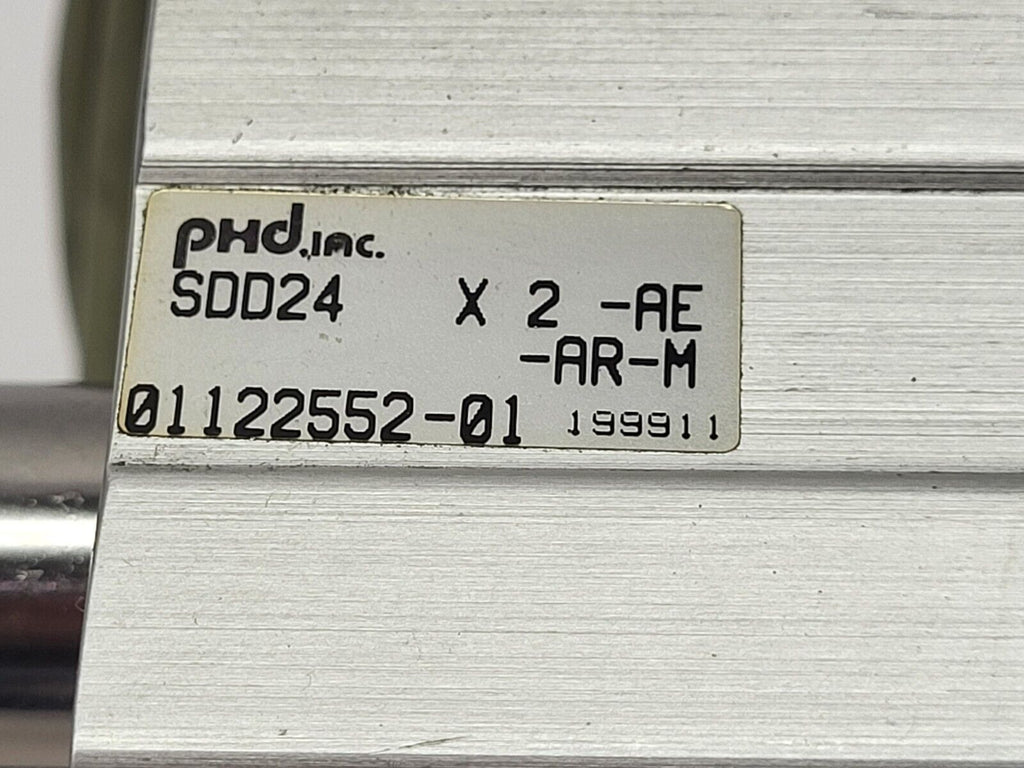 pHd, inc.
SDD24 X 2 -AE
-AR-M
01122552-01 199911